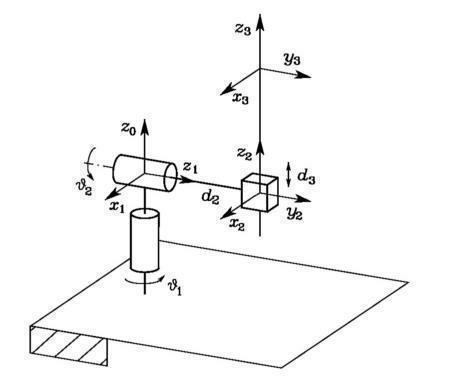 z₃
y₃
x₃
z₀
z₂
z₁
d₃
ϑ₂
x₁
d₂
x₂
y₂
ϑ₁